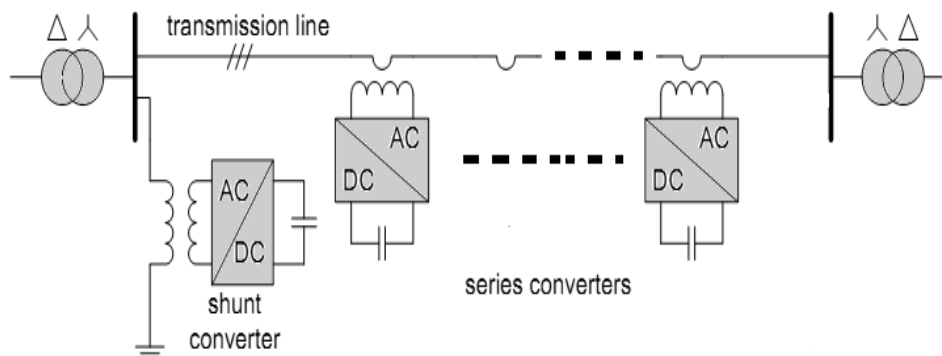 Δ
Δ
transmission line
AC
DC
AC
DC
AC
DC
series converters
shunt
converter